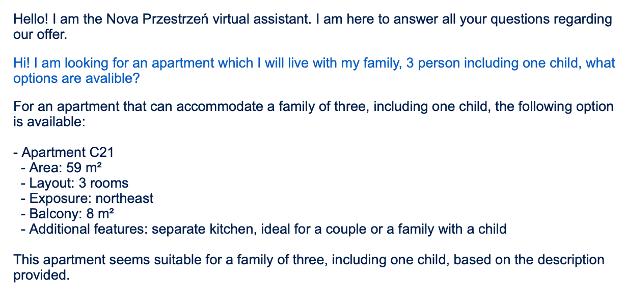 Hello! I am the Nova Przestrzeń virtual assistant. I am here to answer all your questions regarding
our offer.
Hi! I am looking for an apartment which I will live with my family, 3 person including one child, what
options are avalible?
For an apartment that can accommodate a family of three, including one child, the following option
is available:
- Apartment C21
- Area: 59 m²
- Layout: 3 rooms
- Exposure: northeast
- Balcony: 8 m²
- Additional features: separate kitchen, ideal for a couple or a family with a child
This apartment seems suitable for a family of three, including one child, based on the description
provided.